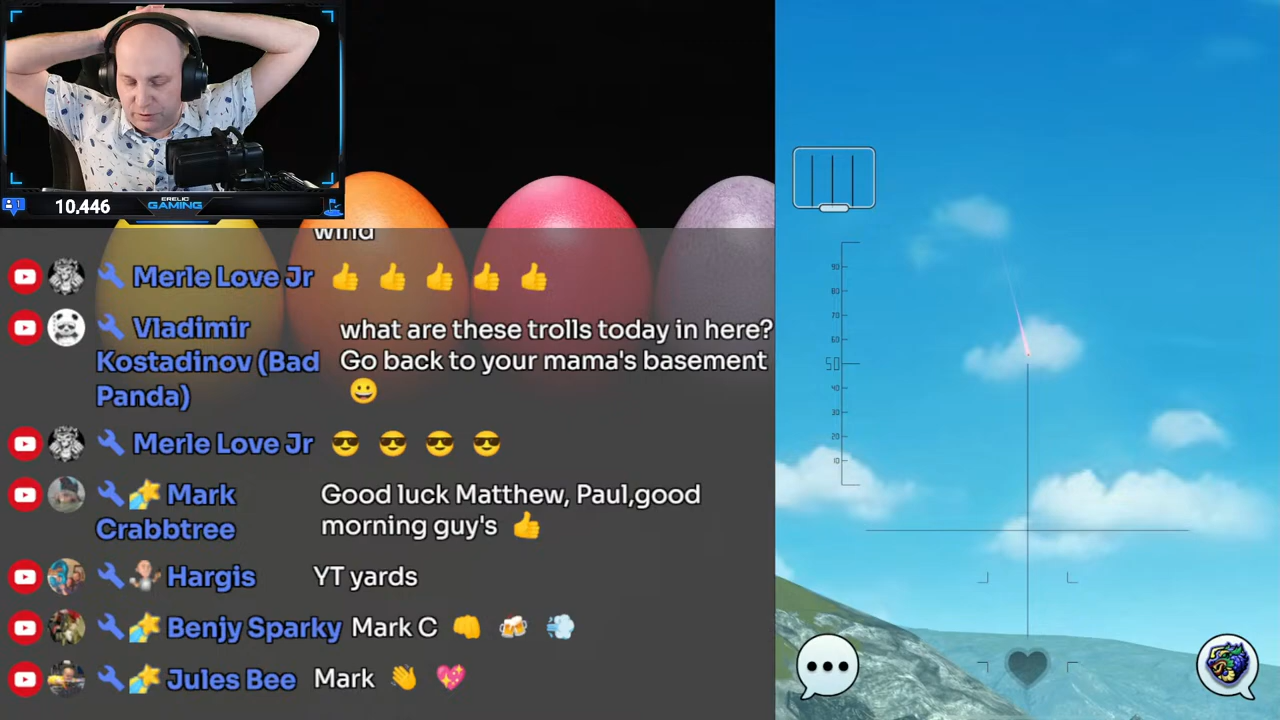 10,446
ERELIC
GAMING
1
wind
Merle Love Jr 👍 👍 👍 👍 👍
Vladimir Kostadinov (Bad Panda) what are these trolls today in here?
Go back to your mama's basement
😀
Merle Love Jr 😎 😎 😎 😎
Mark Crabbtree Good luck Matthew, Paul,good
morning guy's 👍
Hargis YT yards
Benjy Sparky Mark C 👊 🍻 💨
Jules Bee Mark 👋 💖
90
80
70
60
50
40
30
20
10